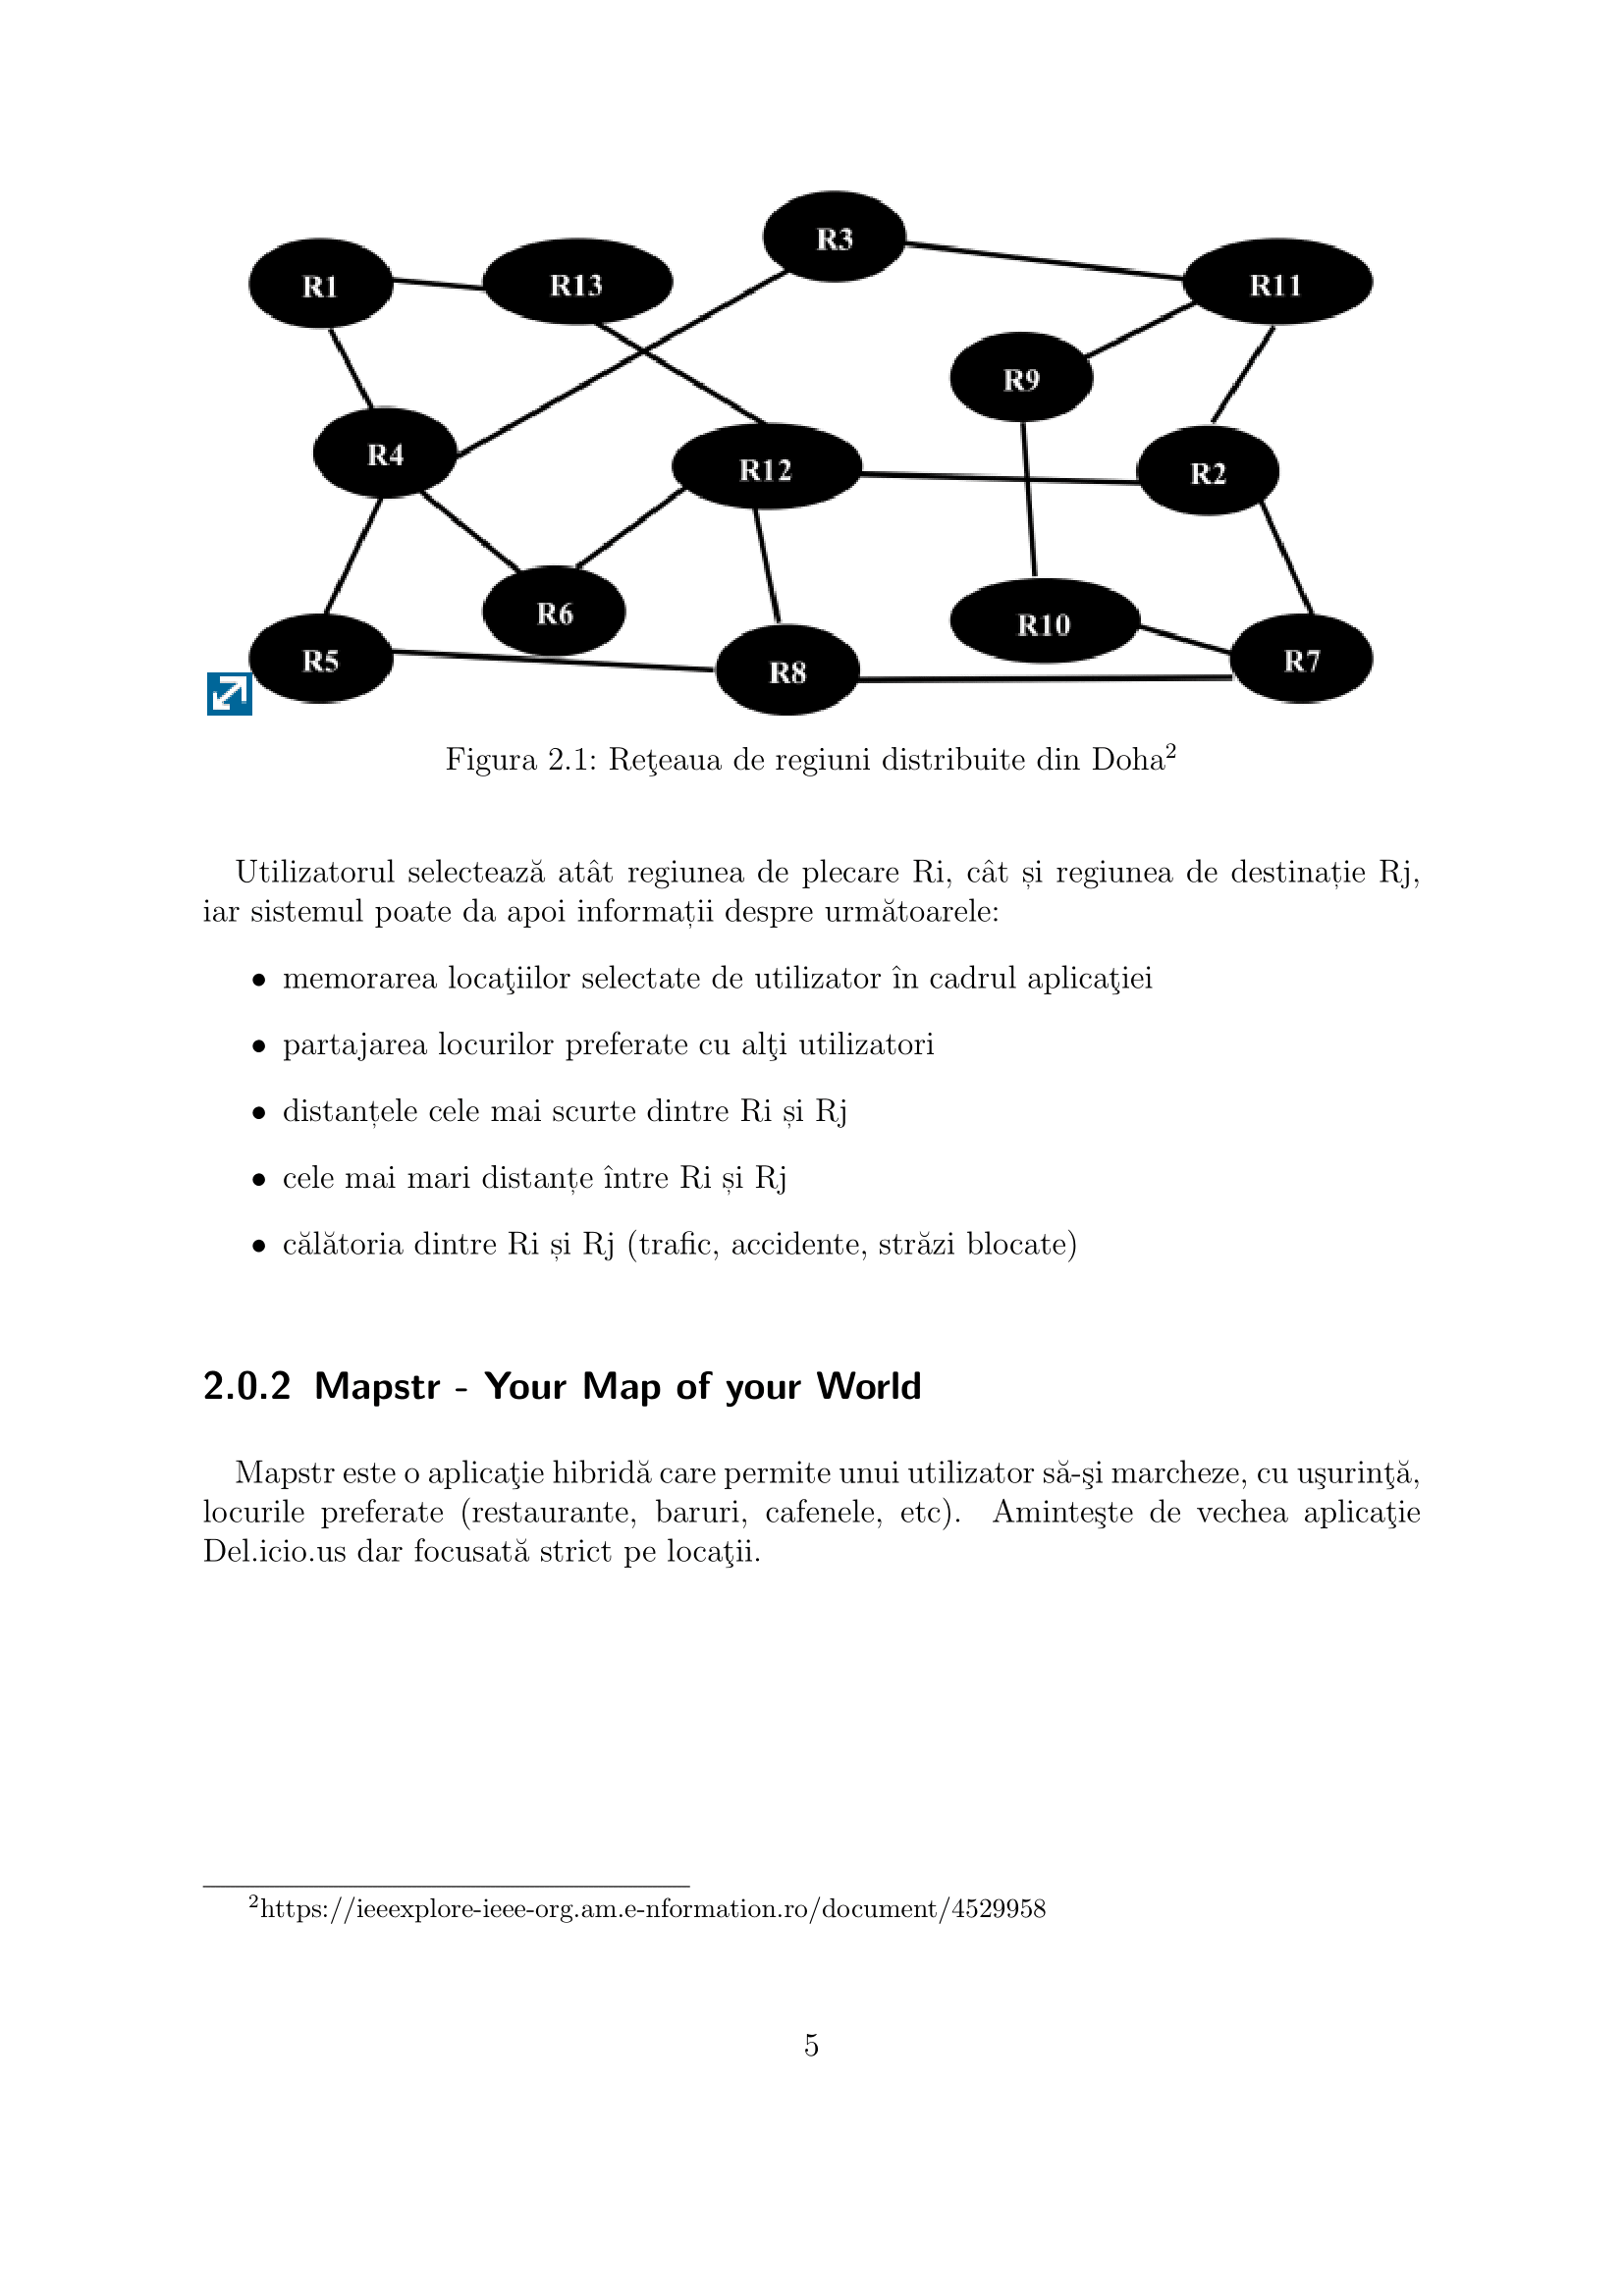 R3
R1
R13
R11
R9
R4
R12
R2
R6
R10
R5
R8
R7
Figura 2.1: Reţeaua de regiuni distribuite din Doha2
Utilizatorul selectează atât regiunea de plecare Ri, cât și regiunea de destinație Rj,
iar sistemul poate da apoi informații despre următoarele:
• memorarea locaţiilor selectate de utilizator în cadrul aplicaţiei
• partajarea locurilor preferate cu alţi utilizatori
• distanțele cele mai scurte dintre Ri și Rj
• cele mai mari distanțe între Ri și Rj
• călătoria dintre Ri și Rj (trafic, accidente, străzi blocate)
2.0.2 Mapstr - Your Map of your World
Mapstr este o aplicaţie hibridă care permite unui utilizator să-şi marcheze, cu uşurinţă,
locurile preferate (restaurante, baruri, cafenele, etc). Aminteşte de vechea aplicaţie
Del.icio.us dar focusată strict pe locaţii.
2https://ieeexplore-ieee-org.am.e-nformation.ro/document/4529958
5